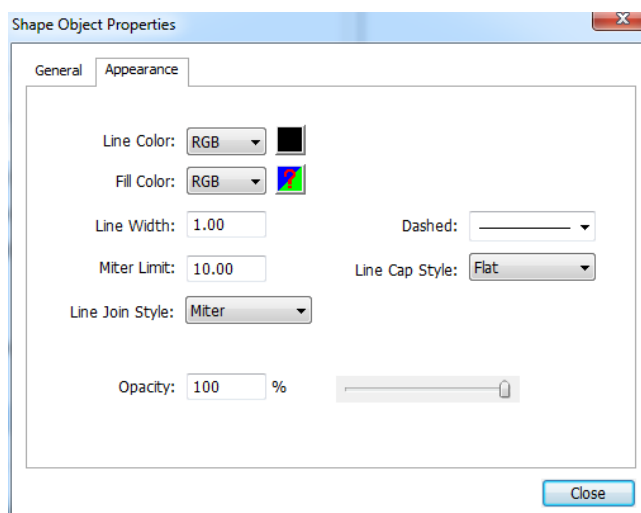 Shape Object Properties
General Appearance
Line Color: RGB
Fill Color: RGB ?
Line Width: 1.00 Dashed:
Miter Limit: 10.00 Line Cap Style: Flat
Line Join Style: Miter
Opacity: 100 %
Close